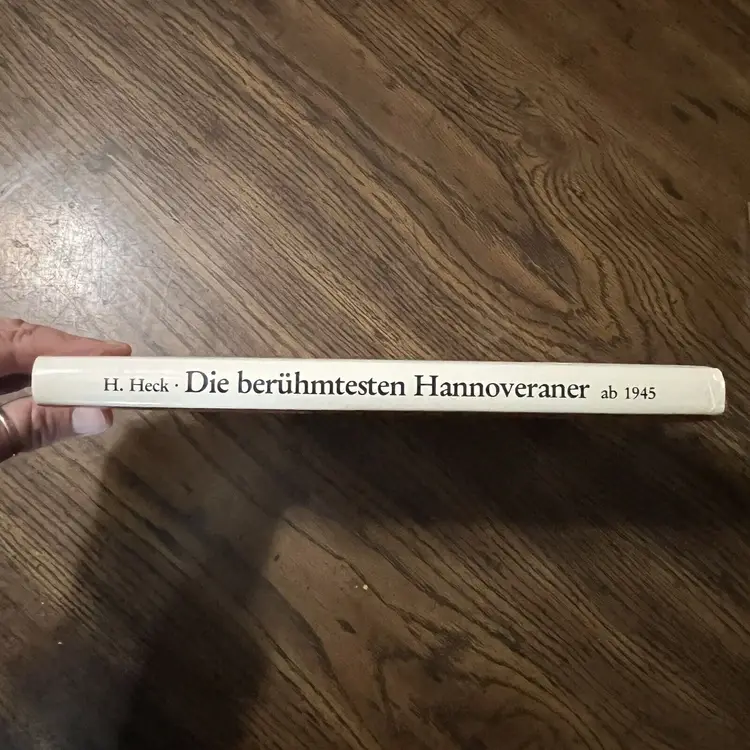 H. Heck · Die berühmtesten Hannoveraner ab 1945